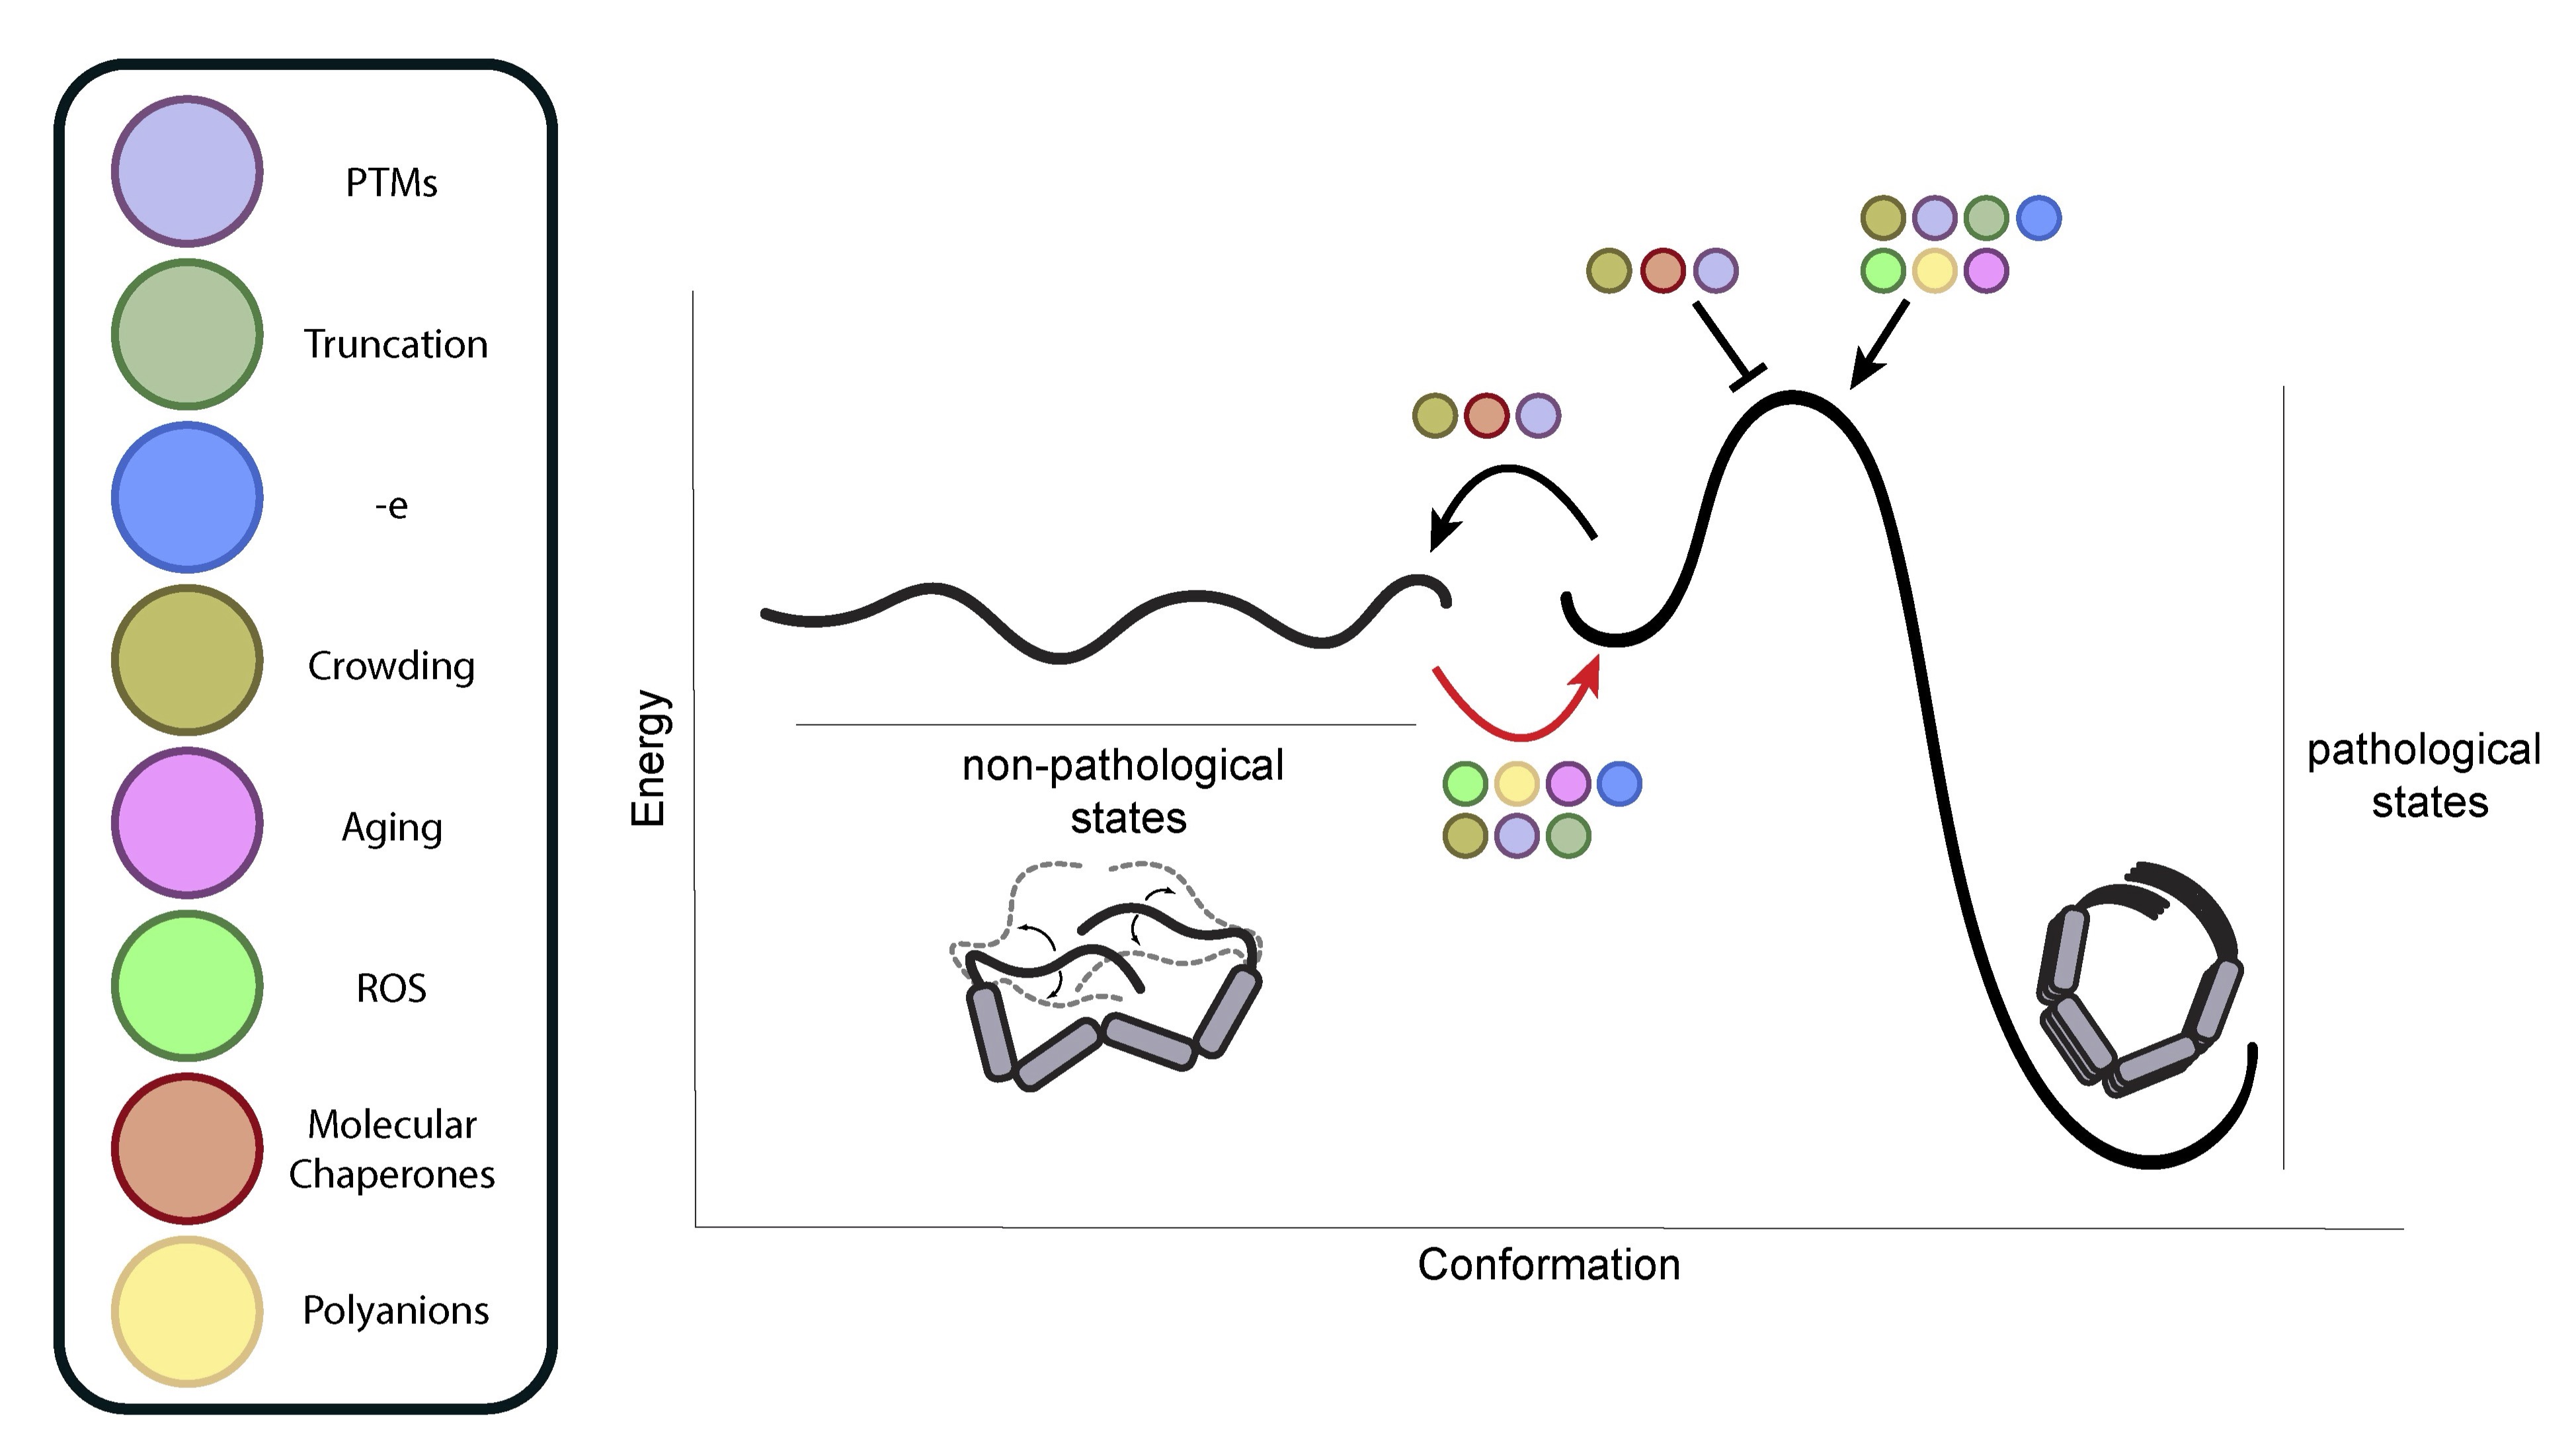 PTMs
Truncation
-e
Crowding
Aging
ROS
Molecular
Chaperones
Polyanions
Energy
non-pathological
states
pathological
states
Conformation